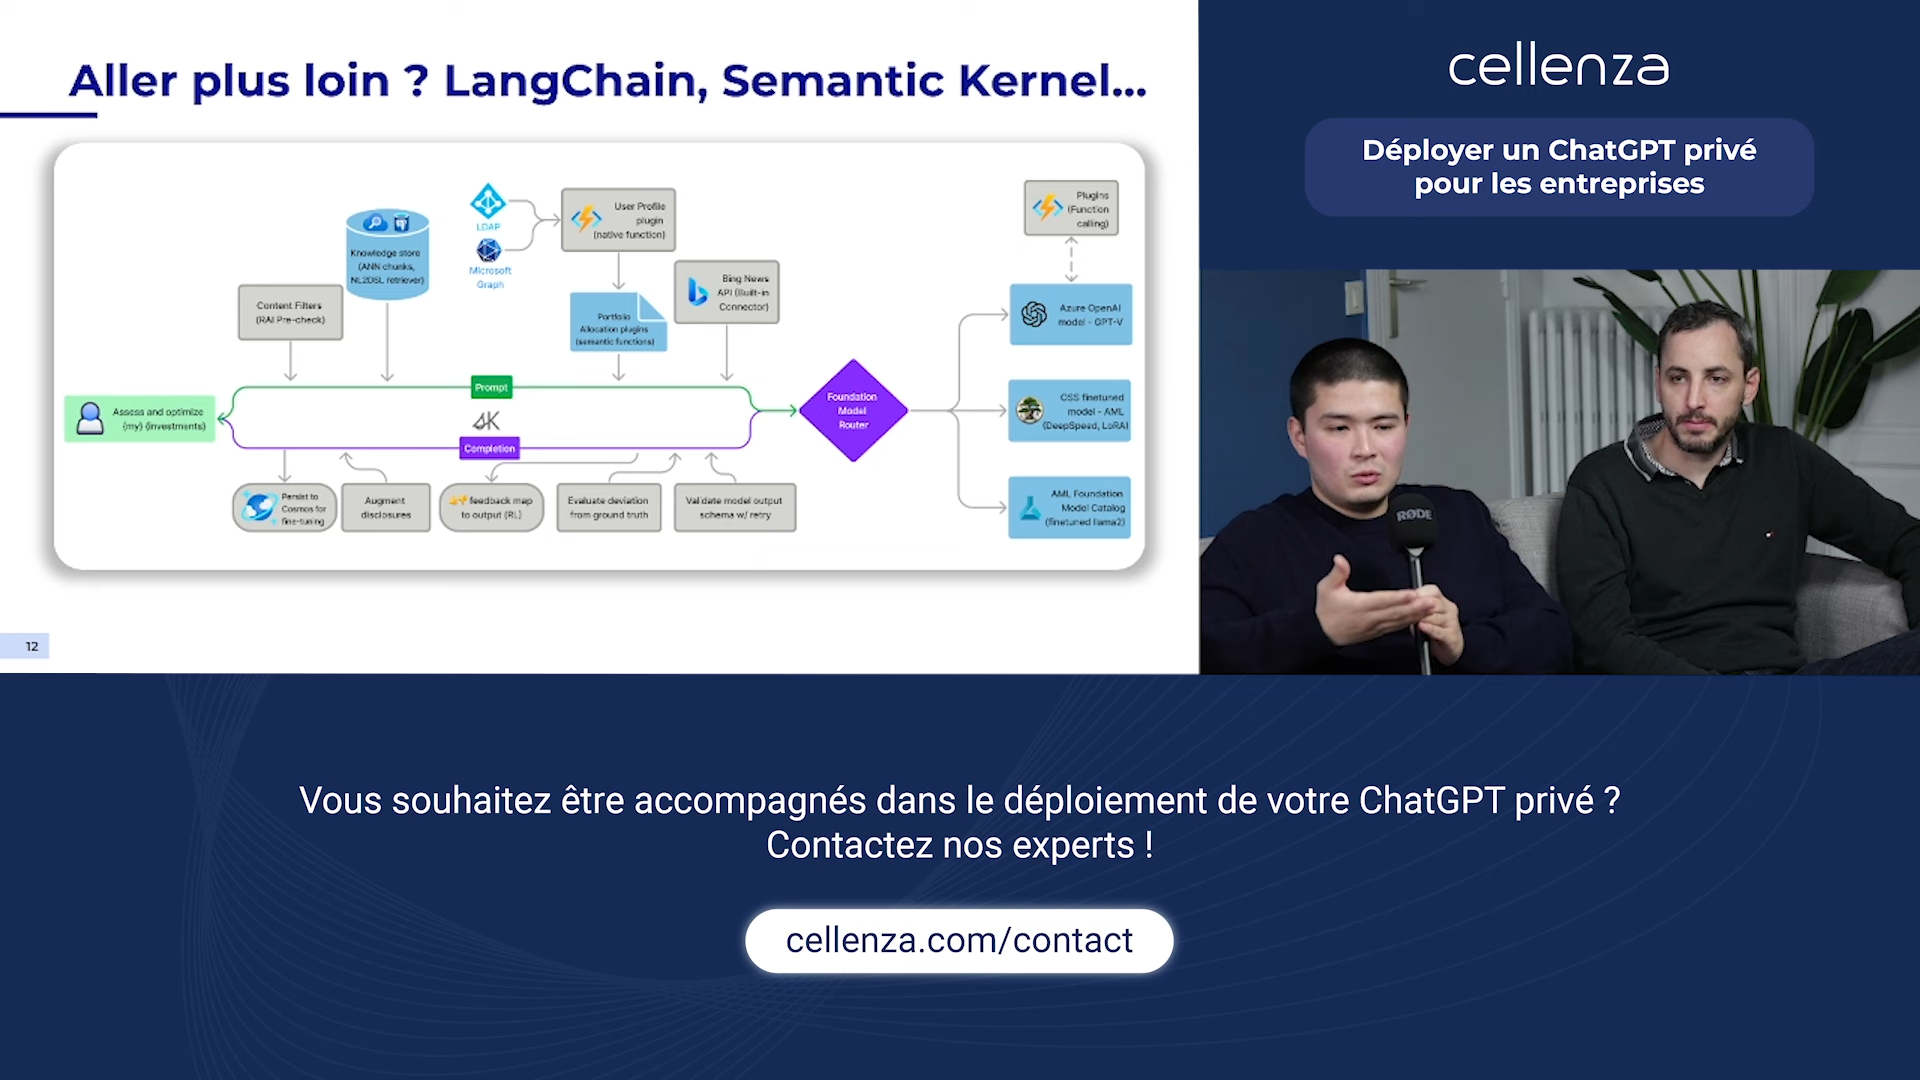 Aller plus loin ? LangChain, Semantic Kernel...
LDAP
Microsoft
Graph
User Profile
plugin
(native function)
Plugins
(Function
calling)
Knowledge store
(ANN chunks,
NL2DSL retriever)
Content Filters
(RAI Pre-check)
Bing News
API (Built-in
Connector)
Portfolio
Allocation plugins
(semantic functions)
Azure OpenAI
model - GPT-V
Prompt
Assess and optimize
(my) (investments)
Foundation
Model
Router
CSS finetuned
model - AML
(DeepSpeed, LoRA)
Completion
Persist to
Cosmos for
fine-tuning
Augment
disclosures
feedback map
to output (RL)
Evaluate deviation
from ground truth
Validate model output
schema w/ retry
AML Foundation
Model Catalog
(finetuned llama2)
12
cellenza
Déployer un ChatGPT privé
pour les entreprises
RØDE
Vous souhaitez être accompagnés dans le déploiement de votre ChatGPT privé ?
Contactez nos experts !
cellenza.com/contact